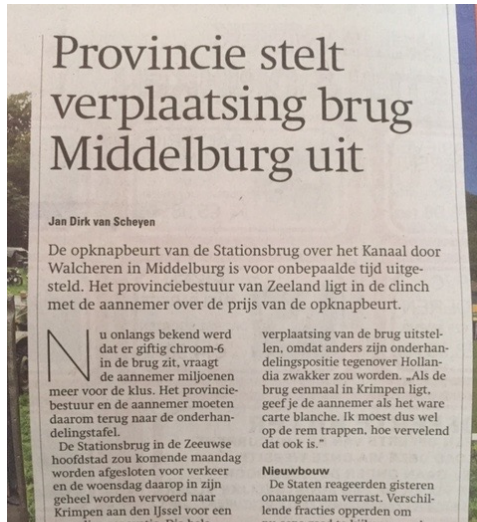 Provincie stelt
verplaatsing brug
Middelburg uit
Jan Dirk van Scheyen
De opknapbeurt van de Stationsbrug over het Kanaal door
Walcheren in Middelburg is voor onbepaalde tijd uitge-
steld. Het provinciebestuur van Zeeland ligt in de clinch
met de aannemer over de prijs van de opknapbeurt.
Nu onlangs bekend werd
dat er giftig chroom-6
in de brug zit, vraagt
de aannemer miljoenen
meer voor de klus. Het provincie-
bestuur en de aannemer moeten
daarom terug naar de onderhan-
delingstafel.
De Stationsbrug in de Zeeuwse
hoofdstad zou komende maandag
worden afgesloten voor verkeer
en de woensdag daarop in zijn
geheel worden vervoerd naar
Krimpen aan den IJssel voor een
verplaatsing van de brug uitstel-
len, omdat anders zijn onderhan-
delingspositie tegenover Hollan-
dia zwakker zou worden. „Als de
brug eenmaal in Krimpen ligt,
geef je de aannemer als het ware
carte blanche. Ik moest dus wel
op de rem trappen, hoe vervelend
dat ook is.”
Nieuwbouw
De Staten reageerden gisteren
onaangenaam verrast. Verschil-
lende fracties opperden om